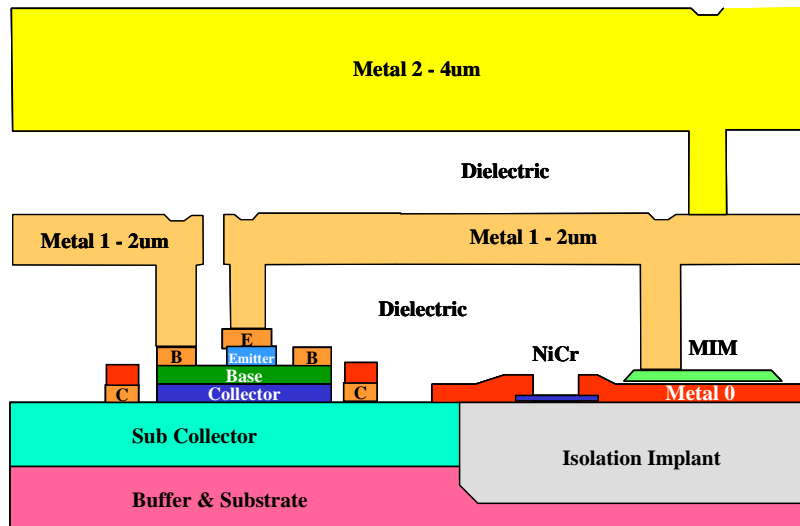 Metal 2 - 4um
Dielectric
Metal 1 - 2um
Metal 1 - 2um
Dielectric
E
B
Emitter
B
NiCr
MIM
Base
C
Collector
C
Metal 0
Sub Collector
Isolation Implant
Buffer & Substrate